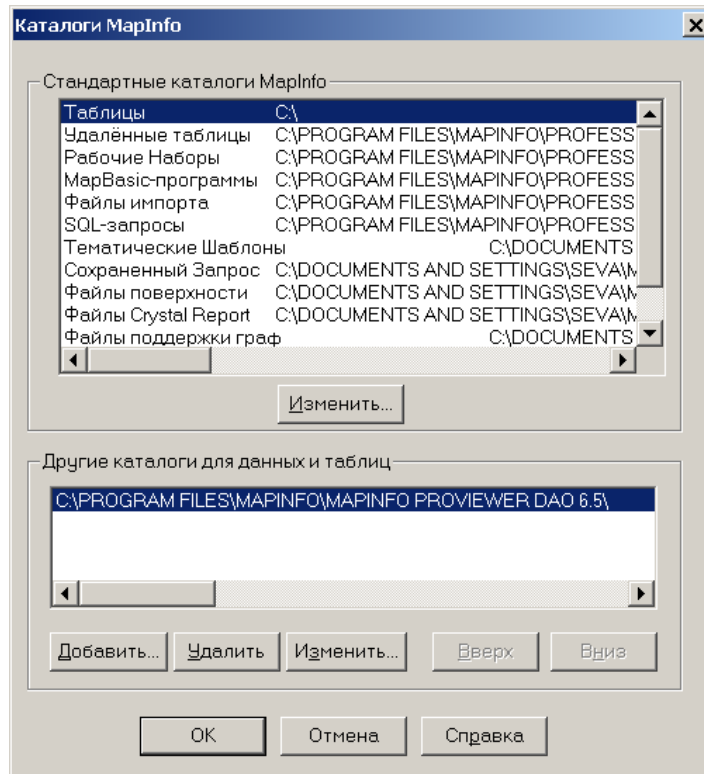 Каталоги MapInfo
Стандартные каталоги MapInfo
Таблицы C:\
Удалённые таблицы C:\PROGRAM FILES\MAPINFO\PROFESS
Рабочие Наборы C:\PROGRAM FILES\MAPINFO\PROFESS
MapBasic-программы C:\PROGRAM FILES\MAPINFO\PROFESS
Файлы импорта C:\PROGRAM FILES\MAPINFO\PROFESS
SQL-запросы C:\PROGRAM FILES\MAPINFO\PROFESS
Тематические Шаблоны C:\DOCUMENTS
Сохраненный Запрос C:\DOCUMENTS AND SETTINGS\SEVA\M
Файлы поверхности C:\DOCUMENTS AND SETTINGS\SEVA\M
Файлы Crystal Report C:\DOCUMENTS AND SETTINGS\SEVA\M
Файлы поддержки граф C:\DOCUMENTS
Изменить...
Другие каталоги для данных и таблиц
C:\PROGRAM FILES\MAPINFO\MAPINFO PROVIEWER DAO 6.5\
Добавить... Удалить Изменить... Вверх Вниз
OK Отмена Справка